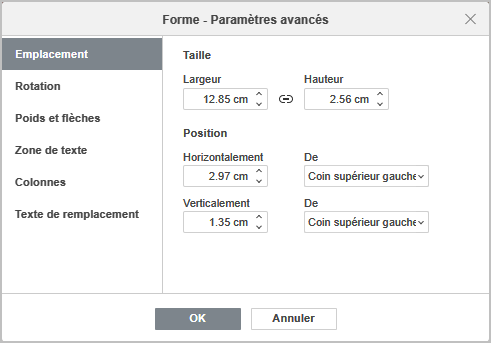 Forme - Paramètres avancés
Emplacement
Rotation
Poids et flèches
Zone de texte
Colonnes
Texte de remplacement
Taille
Largeur Hauteur
12.85 cm 2.56 cm
Position
Horizontalement De
2.97 cm Coin supérieur gauche
Verticalement De
1.35 cm Coin supérieur gauche
OK Annuler